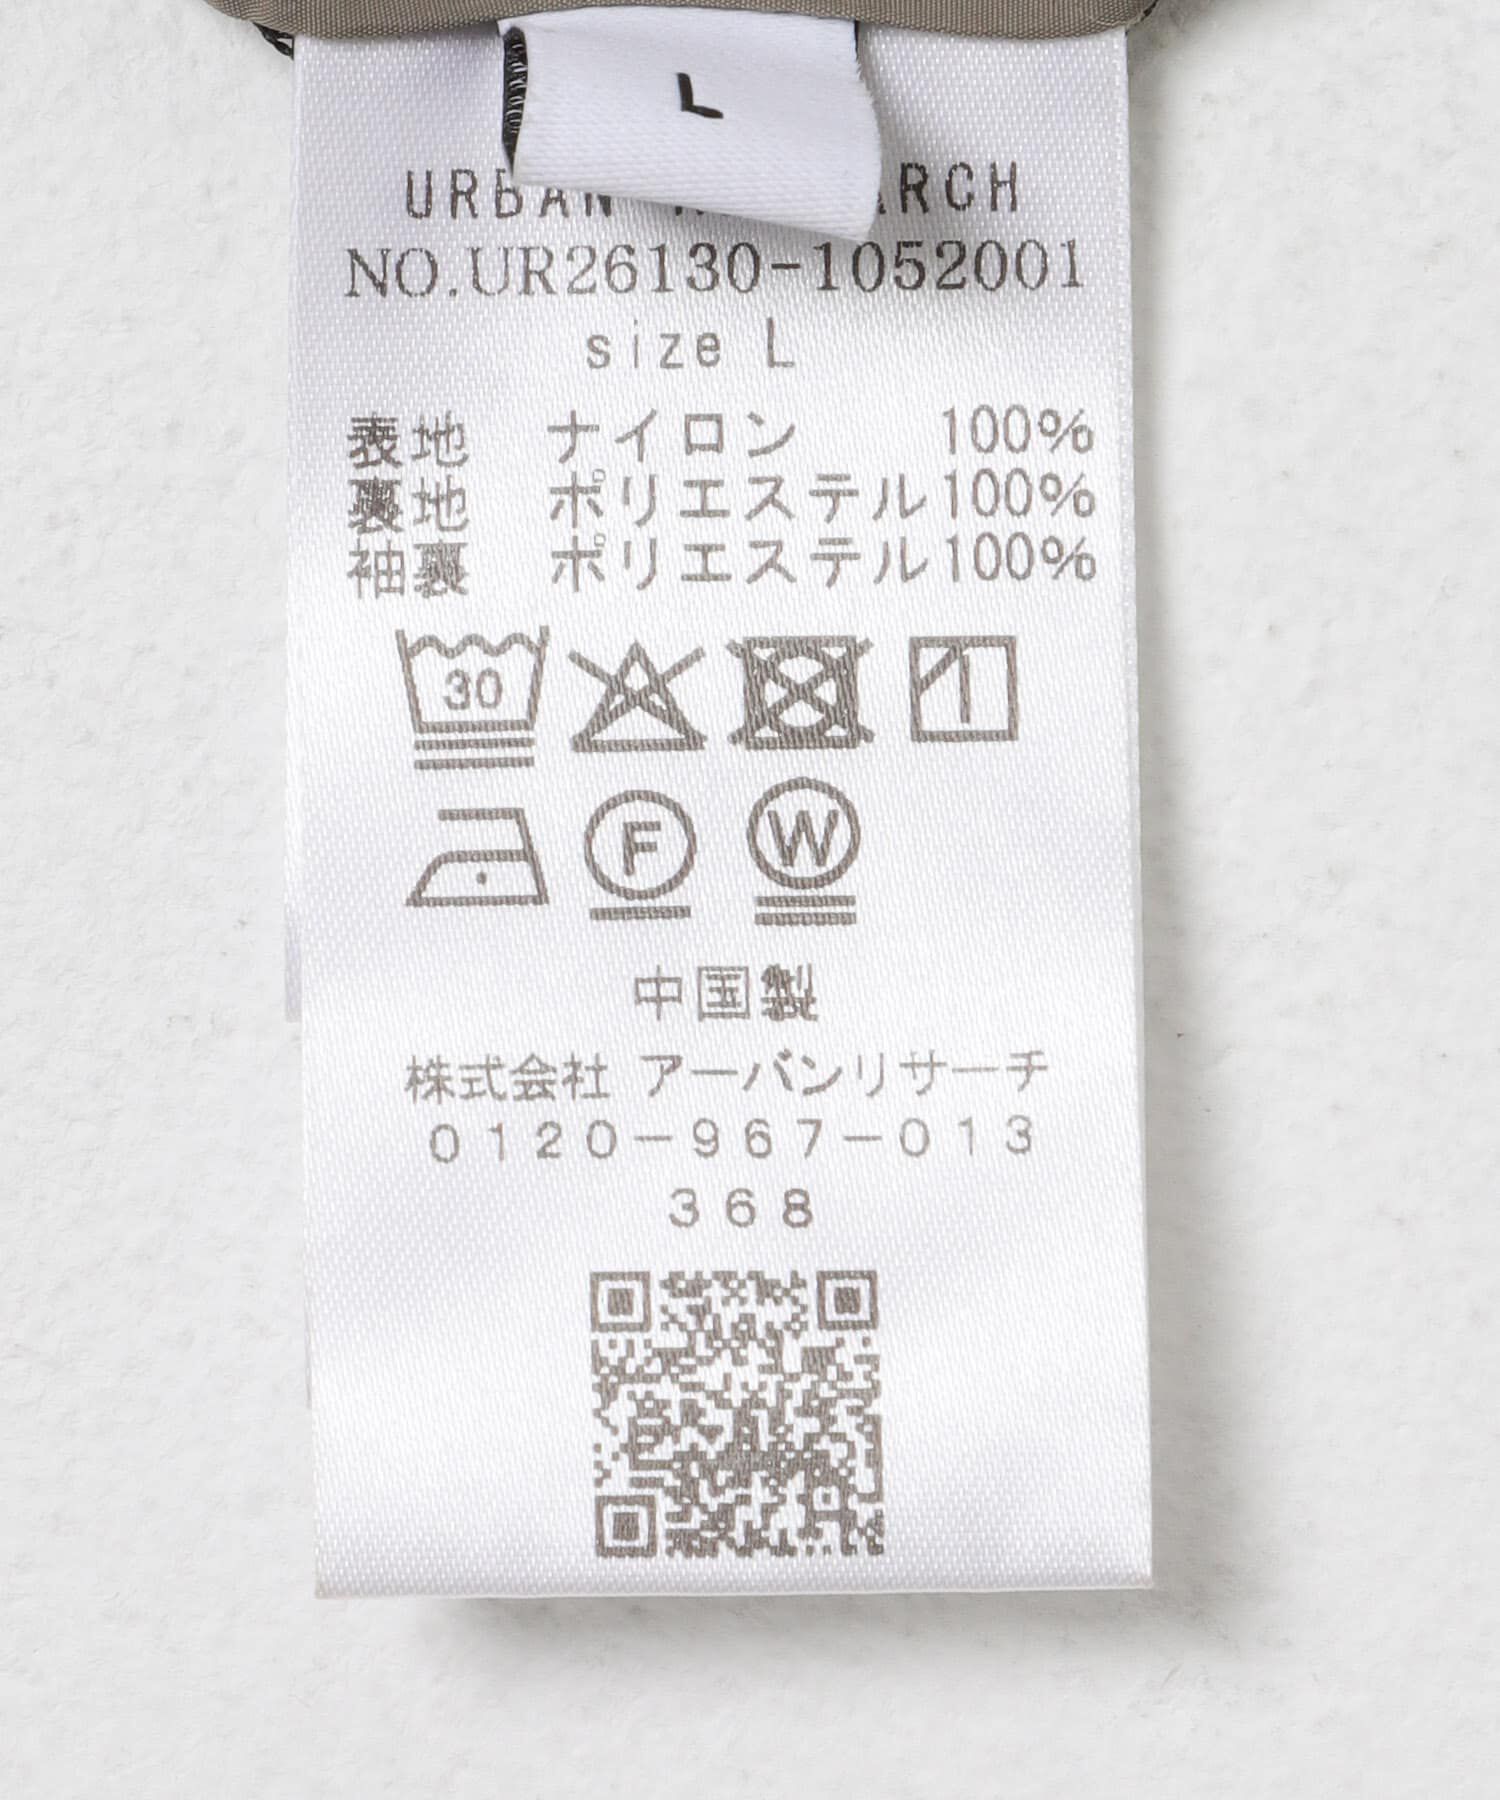 L
NO.UR26130-1052001
size L
表地 ナイロン 100%
裏地 ポリエステル100%
袖裏 ポリエステル100%
30
F W
中国製
株式会社 アーバンリサーチ
0120-967-013
368